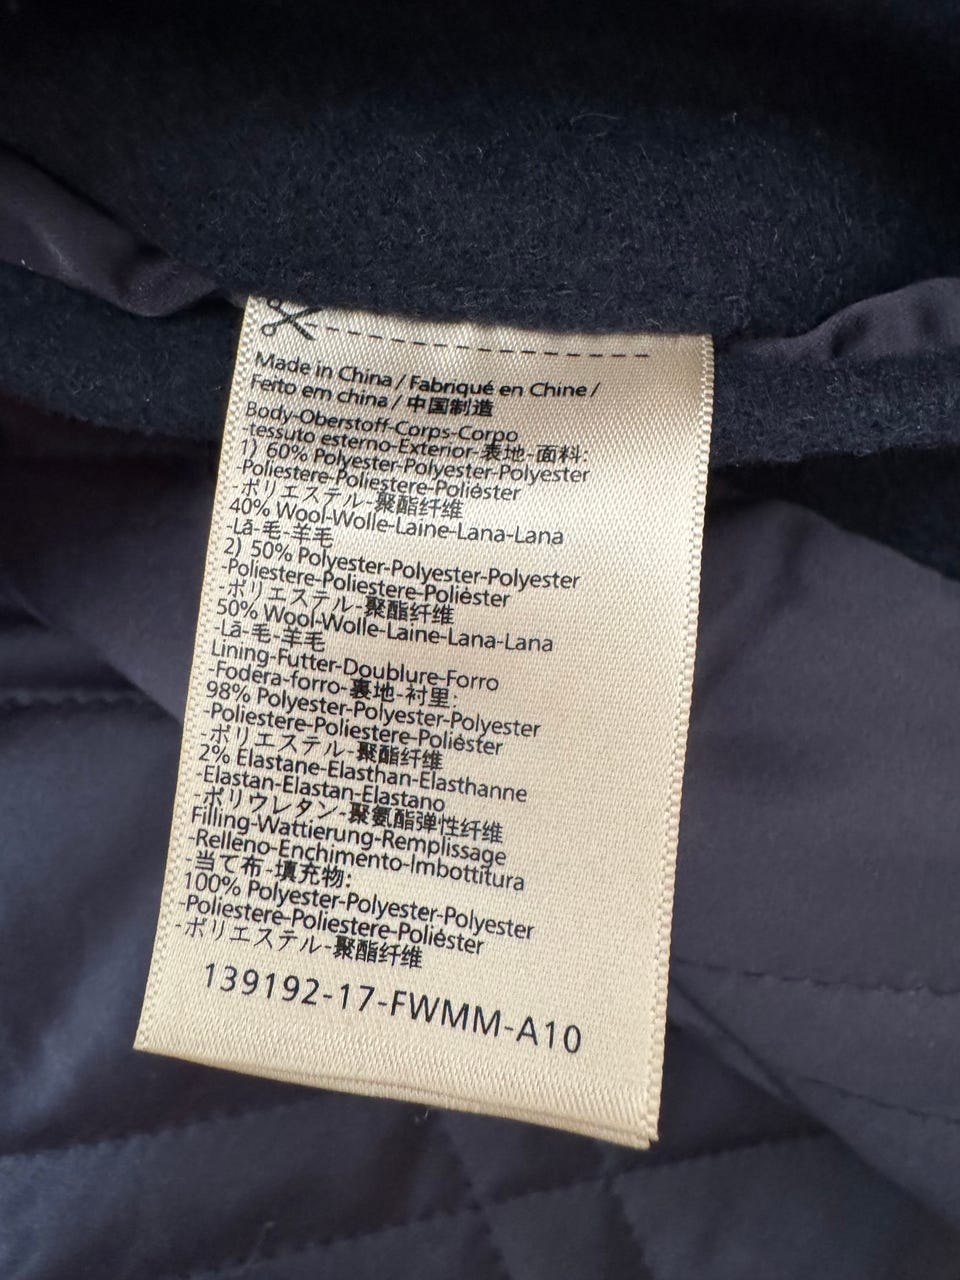 Made in China / Fabriqué en Chine /
Feito em china / 中国制造
Body-Oberstoff-Corps-Corpo
-tessuto esterno-Exterior-表地-面料:
1) 60% Polyester-Polyester-Polyester
-Poliestere-Poliestere-Poliéster
-ポリエステル-聚酯纤维
40% Wool-Wolle-Laine-Lana-Lana
-Lã-毛-羊毛
2) 50% Polyester-Polyester-Polyester
-Poliestere-Poliestere-Poliéster
-ポリエステル-聚酯纤维
50% Wool-Wolle-Laine-Lana-Lana
-Lã-毛-羊毛
Lining-Futter-Doublure-Forro
-Fodera-forro-裏地-衬里:
98% Polyester-Polyester-Polyester
-Poliestere-Poliestere-Poliéster
-ポリエステル-聚酯纤维
2% Elastane-Elasthan-Elasthanne
-Elastan-Elastan-Elastano
-ポリウレタン-聚氨酯弹性纤维
Filling-Wattierung-Remplissage
-Relleno-Enchimento-Imbottitura
-当て布-填充物:
100% Polyester-Polyester-Polyester
-Poliestere-Poliestere-Poliéster
-ポリエステル-聚酯纤维
139192-17-FWMM-A10